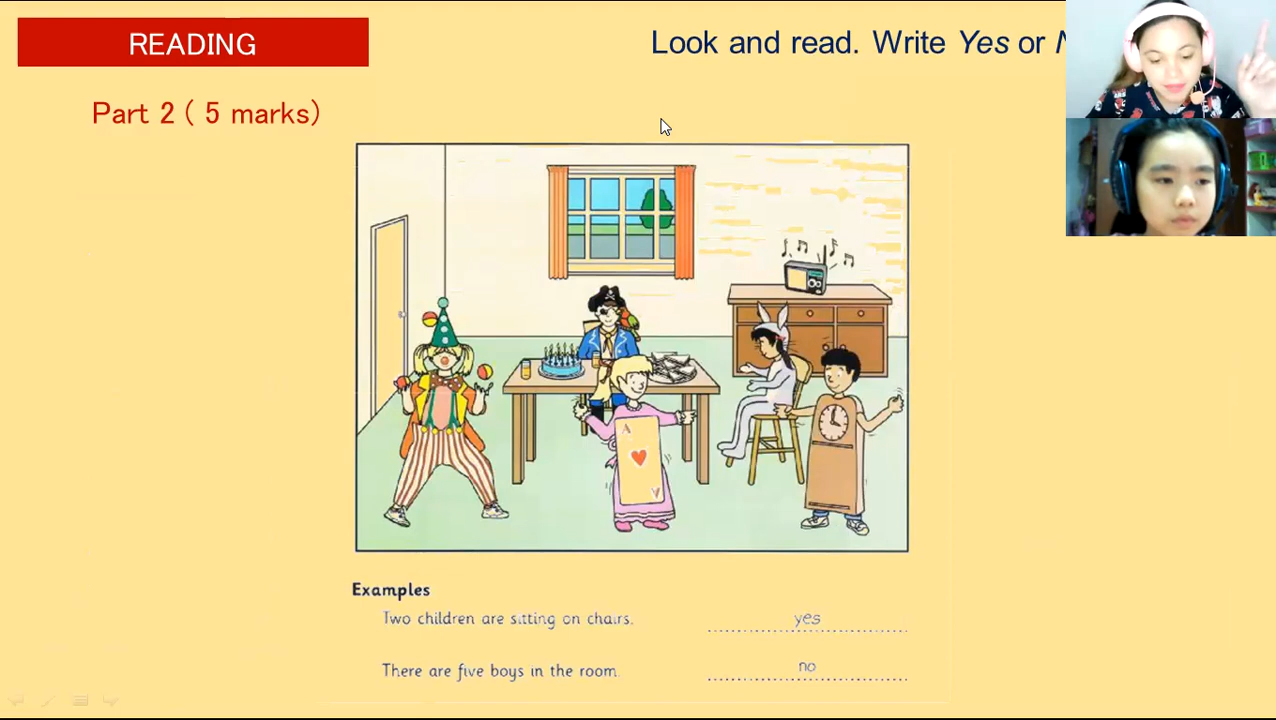 READING
Look and read. Write Yes or
Part 2 ( 5 marks)
A
A
Examples
Two children are sitting on chairs. yes
There are five boys in the room. no